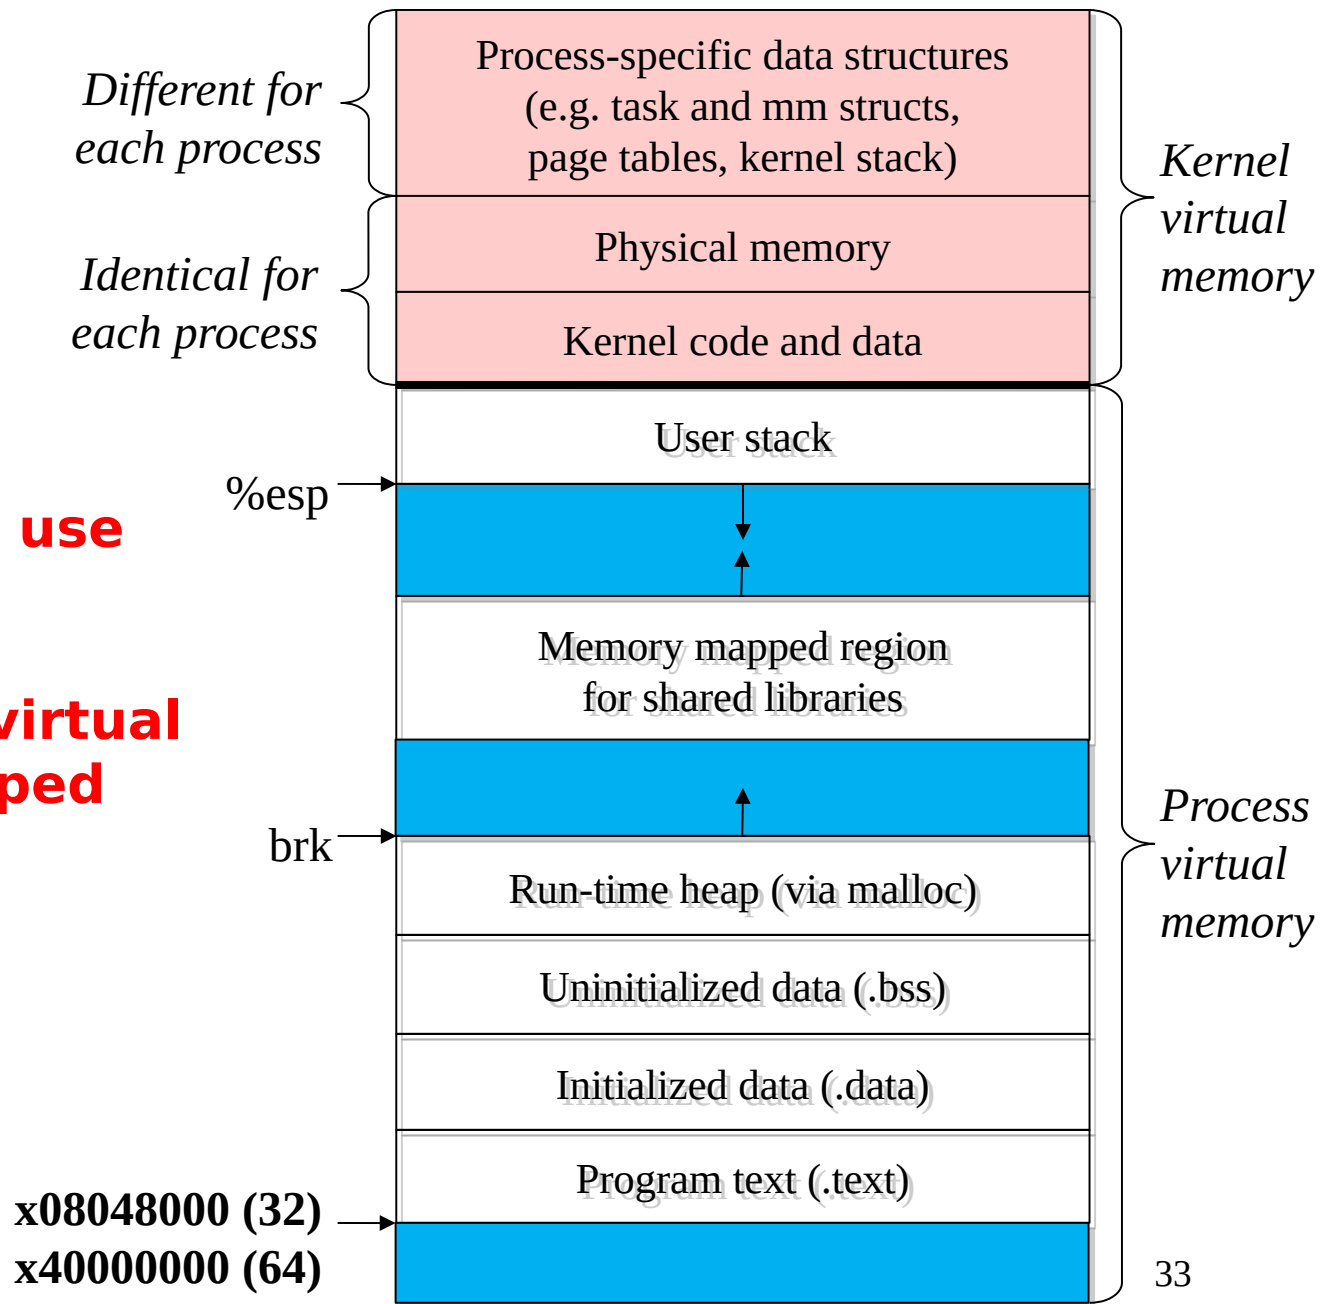 Process-specific data structures
(e.g. task and mm structs,
page tables, kernel stack)
Different for
each process
Kernel
virtual
memory
Physical memory
Identical for
each process
Kernel code and data
User stack
%esp
use
Memory mapped region
for shared libraries
virtual
ped
brk
Process
virtual
memory
Run-time heap (via malloc)
Uninitialized data (.bss)
Initialized data (.data)
Program text (.text)
x08048000 (32)
x40000000 (64)
33